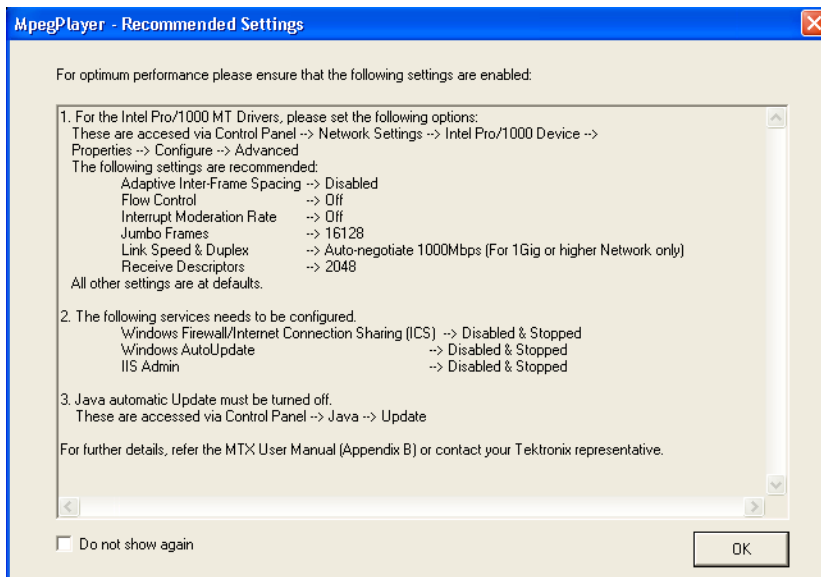 MpegPlayer - Recommended Settings
For optimum performance please ensure that the following settings are enabled:
1. For the Intel Pro/1000 MT Drivers, please set the following options:
These are accesed via Control Panel --> Network Settings --> Intel Pro/1000 Device -->
Properties --> Configure --> Advanced
The following settings are recommended:
Adaptive Inter-Frame Spacing --> Disabled
Flow Control --> Off
Interrupt Moderation Rate --> Off
Jumbo Frames --> 16128
Link Speed & Duplex --> Auto-negotiate 1000Mbps (For 1Gig or higher Network only)
Receive Descriptors --> 2048
All other settings are at defaults.
2. The following services needs to be configured.
Windows Firewall/Internet Connection Sharing (ICS) --> Disabled & Stopped
Windows AutoUpdate --> Disabled & Stopped
IIS Admin --> Disabled & Stopped
3. Java automatic Update must be turned off.
These are accessed via Control Panel --> Java --> Update
For further details, refer the MTX User Manual (Appendix B) or contact your Tektronix representative.
Do not show again
OK